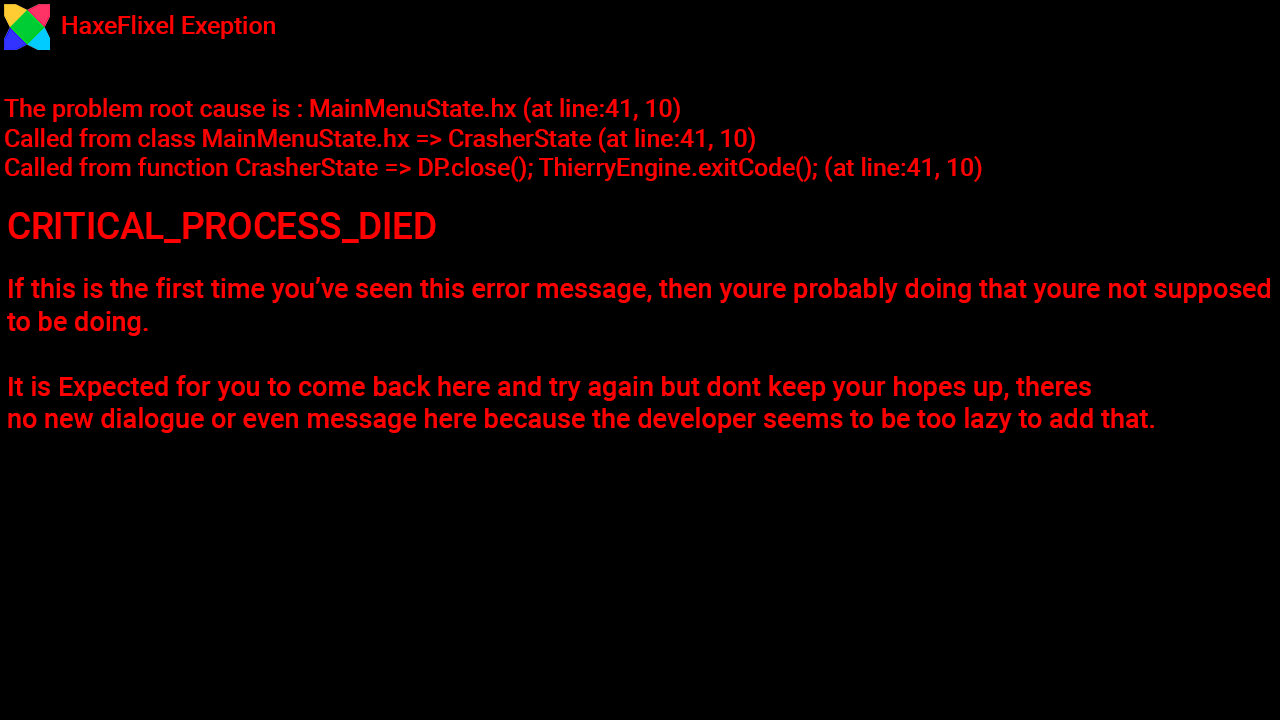 HaxeFlixel Exeption
The problem root cause is : MainMenuState.hx (at line:41, 10)
Called from class MainMenuState.hx => CrasherState (at line:41, 10)
Called from function CrasherState => DP.close(); ThierryEngine.exitCode(); (at line:41, 10)
CRITICAL_PROCESS_DIED
If this is the first time you’ve seen this error message, then youre probably doing that youre not supposed
to be doing.
It is Expected for you to come back here and try again but dont keep your hopes up, theres
no new dialogue or even message here because the developer seems to be too lazy to add that.